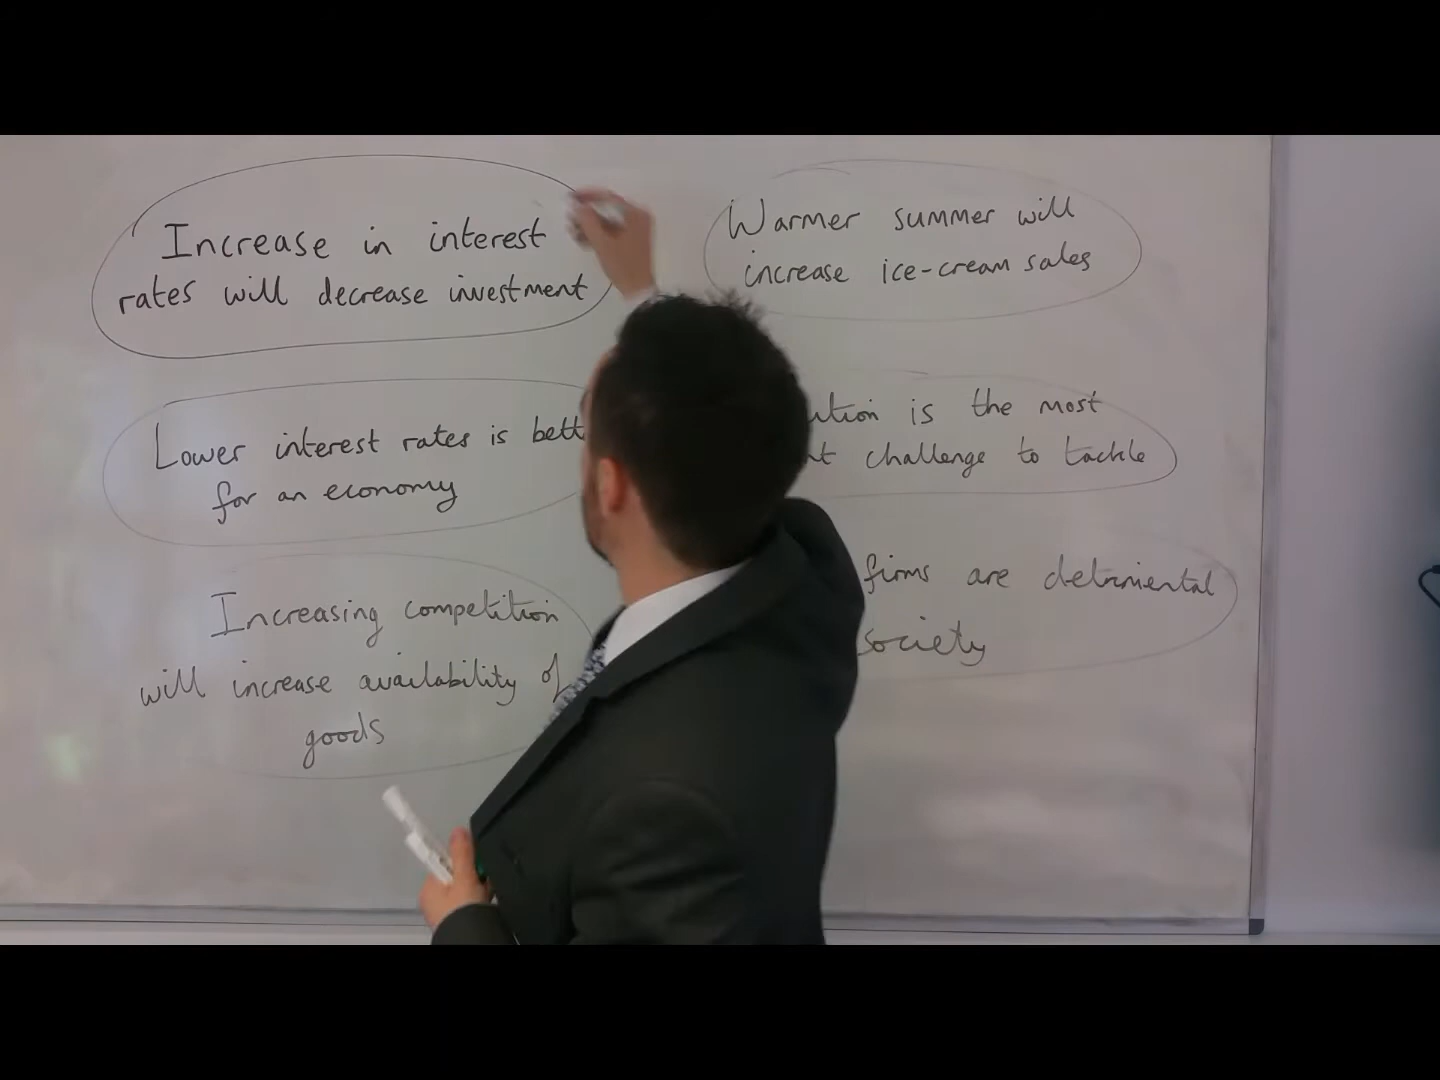 Increase in interest
rates will decrease investment
Warmer summer will
increase ice-cream sales
Lower interest rates is
for an economy
is the most
challenge to tackle
Increasing competition
will increase availability of
goods
firms are detrimental
society